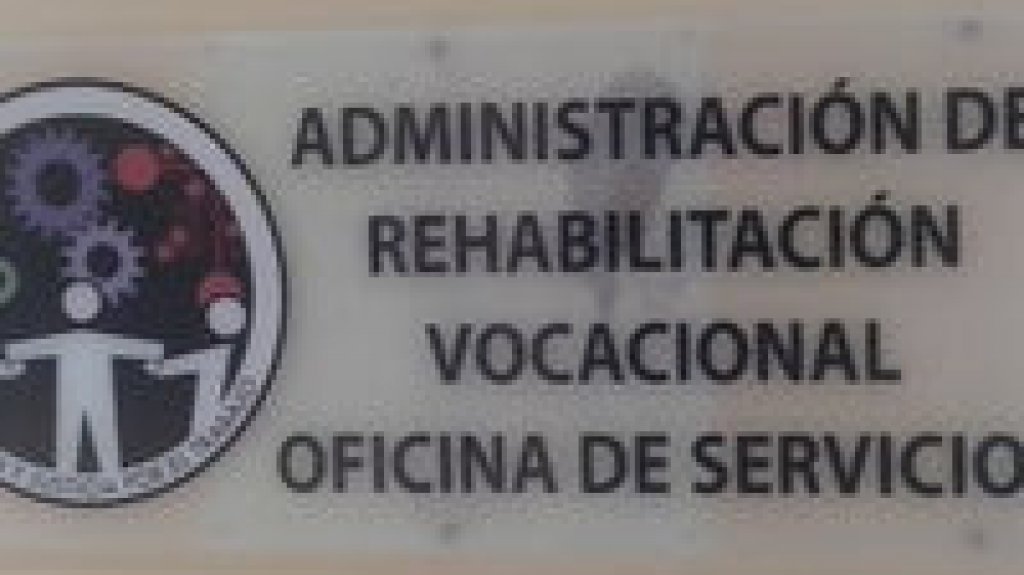 ADMINISTRACIÓN DE
REHABILITACIÓN
VOCACIONAL
OFICINA DE SERVICIO